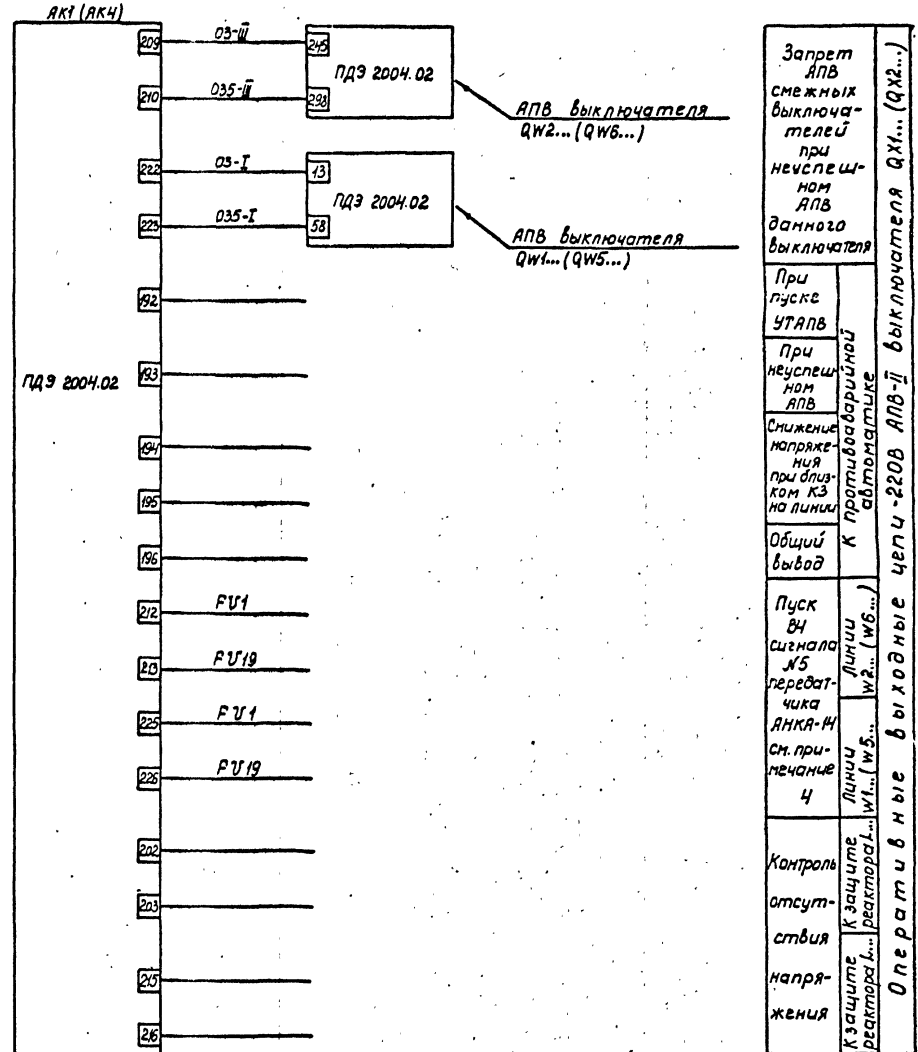 АК1 (АК4)
209
03-III
245
ПДЭ 2004.02
210
035-III
298
АПВ выключателя
QW2... (QW6...)
222
03-I
13
ПДЭ 2004.02
223
035-I
58
АПВ выключателя
QW1... (QW5...)
192
ПДЭ 2004.02
193
194
195
196
212
FV1
213
FV19
225
FV1
226
FV19
202
203
215
216
Запрет
АПВ
смежных
выключа-
телей
при
неуспеш-
ном
АПВ
данного
выключателя
При
пуске
УТАПВ
При
неуспеш-
ном
АПВ
Снижение
напряже-
ния
при близ-
ком КЗ
на линии
Общий
вывод
К противоаварийной
автоматике
Пуск
ВЧ
сигнала
№5
передат-
чика
АНКА-14
см. при-
мечание
4
Линии
W2... (W6...)
Линии
W1... (W5...
Контроль
отсут-
ствия
напря-
жения
К защите
реактора L...
К защите
реактора L...
Оперативные выходные цепи -220В АПВ-II выключателя QX1... (QX2...)